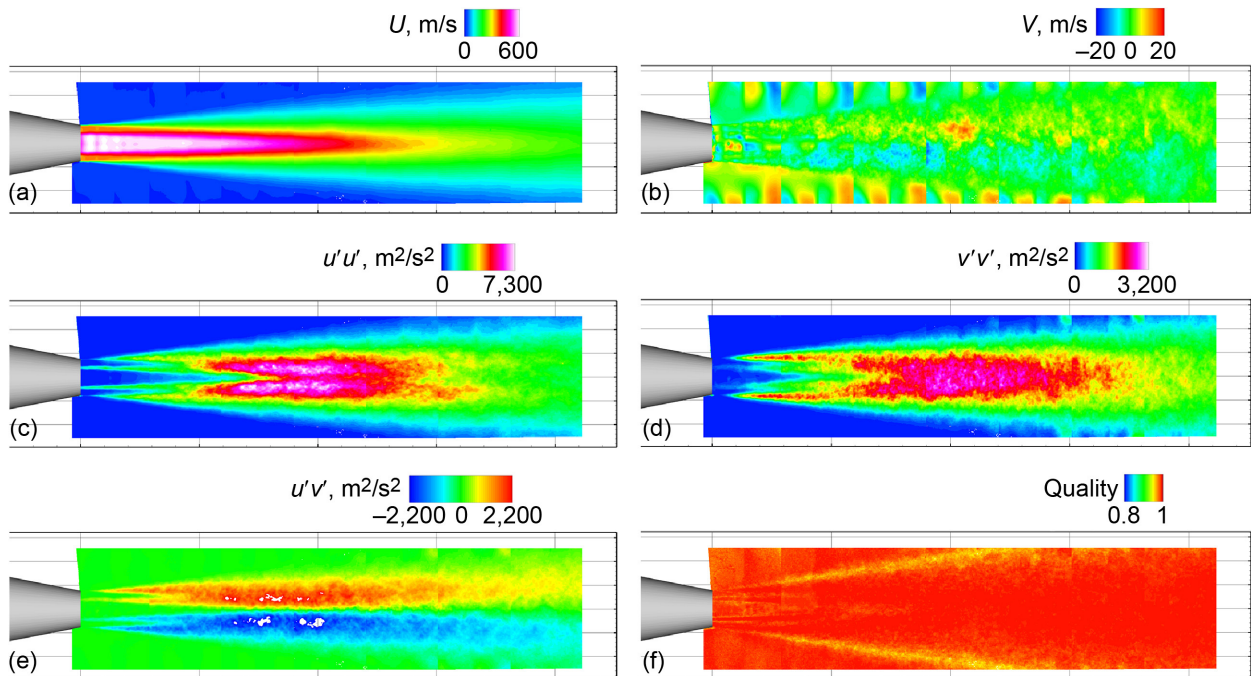 U, m/s
0 600
(a)
V, m/s
–20 0 20
(b)
u′u′, m2/s2
0 7,300
(c)
v′v′, m2/s2
0 3,200
(d)
u′v′, m2/s2
–2,200 0 2,200
(e)
Quality
0.8 1
(f)